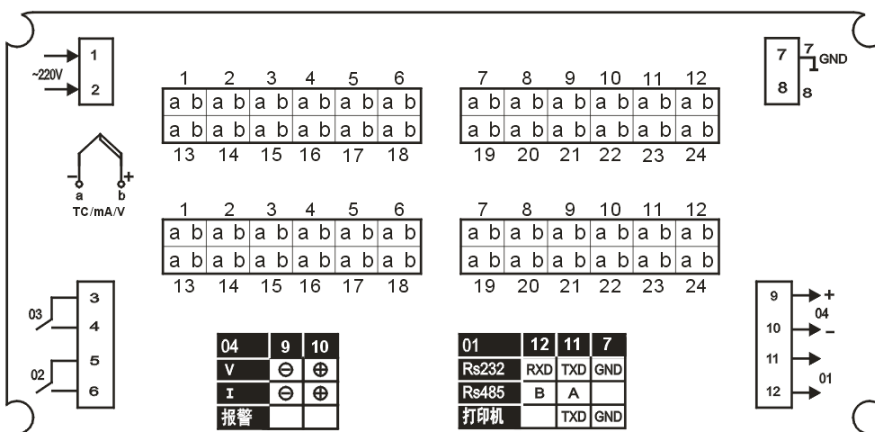 1
~220V
2
1 2 3 4 5 6
a b a b a b a b a b a b
a b a b a b a b a b a b
13 14 15 16 17 18
7 8 9 10 11 12
a b a b a b a b a b a b
a b a b a b a b a b a b
19 20 21 22 23 24
7 7 GND
8 8
− +
a b
TC/mA/V
1 2 3 4 5 6
a b a b a b a b a b a b
a b a b a b a b a b a b
13 14 15 16 17 18
7 8 9 10 11 12
a b a b a b a b a b a b
a b a b a b a b a b a b
19 20 21 22 23 24
3
03
4
5
02
6
04 9 10
V ⊖ ⊕
I ⊖ ⊕
报警
01 12 11 7
Rs232 RXD TXD GND
Rs485 B A
打印机 TXD GND
9 +
04
10 −
11
01
12